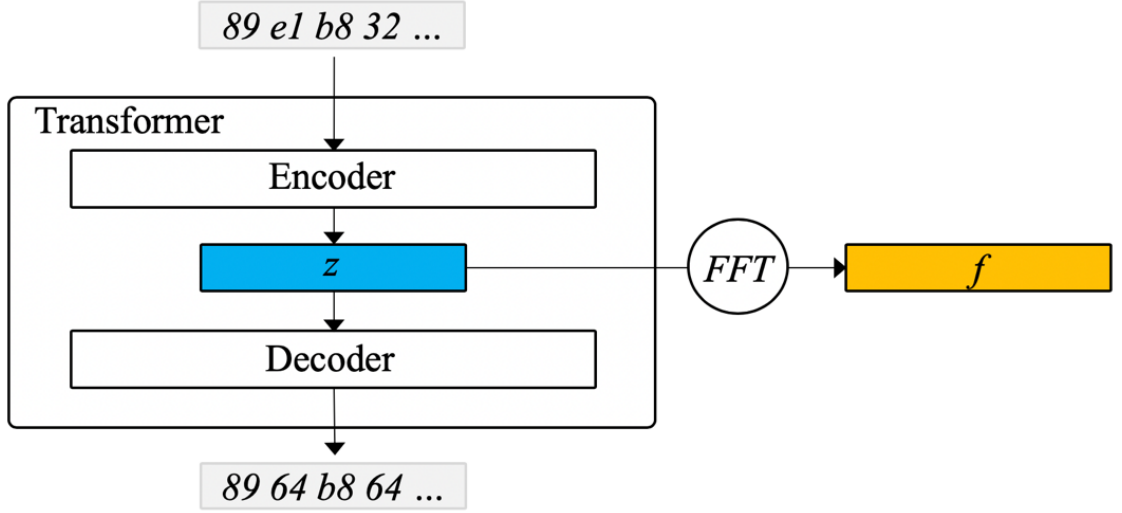 89 e1 b8 32 ...
Transformer
Encoder
z
FFT
f
Decoder
89 64 b8 64 ...